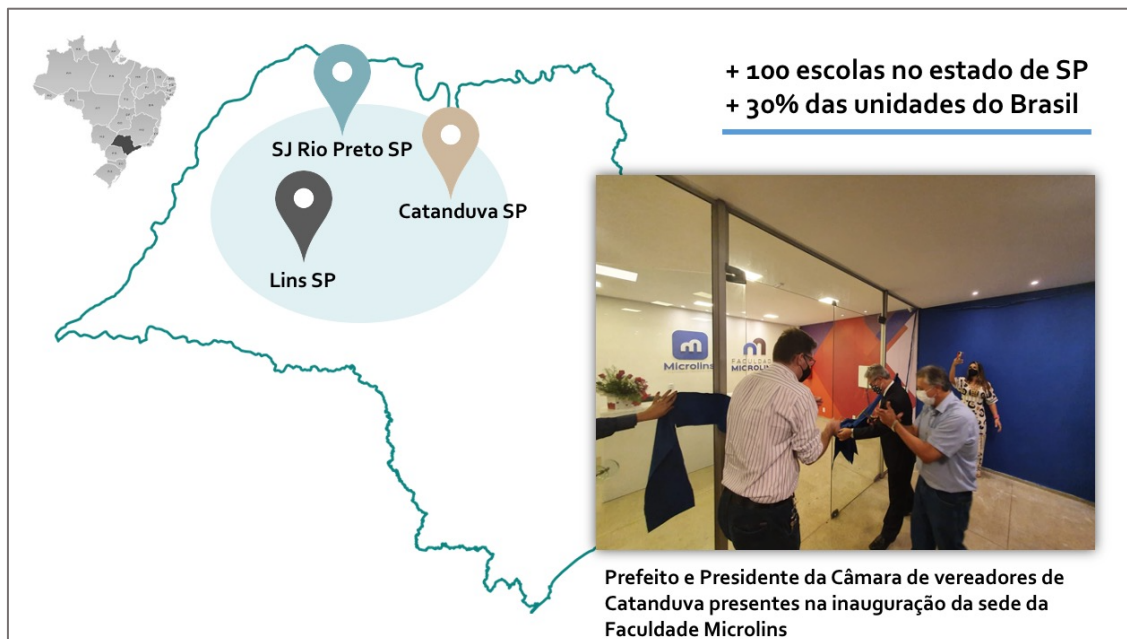 + 100 escolas no estado de SP
+ 30% das unidades do Brasil
SJ Rio Preto SP
Catanduva SP
Lins SP
Microlins
FACULDADE
MICROLINS
Prefeito e Presidente da Câmara de vereadores de
Catanduva presentes na inauguração da sede da
Faculdade Microlins